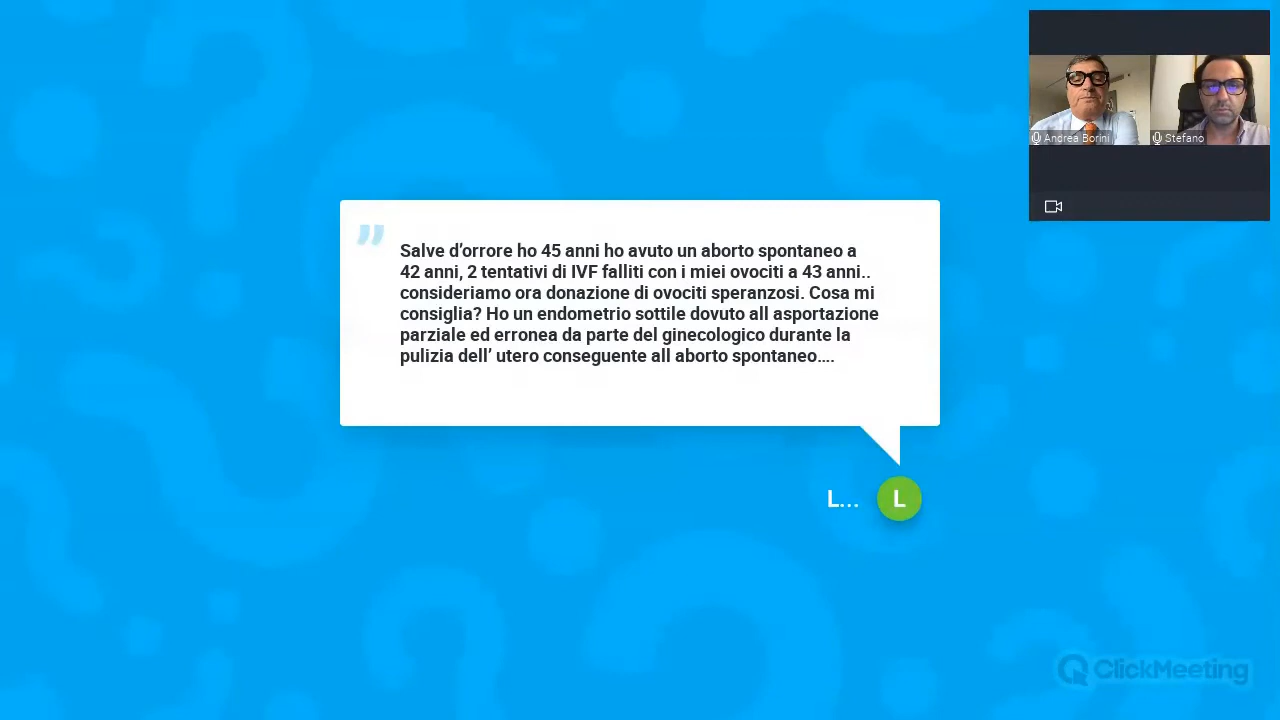 Andrea Borini
Stefano
Salve d’orrore ho 45 anni ho avuto un aborto spontaneo a
42 anni, 2 tentativi di IVF falliti con i miei ovociti a 43 anni..
consideriamo ora donazione di ovociti speranzosi. Cosa mi
consiglia? Ho un endometrio sottile dovuto all asportazione
parziale ed erronea da parte del ginecologico durante la
pulizia dell’ utero conseguente all aborto spontaneo....
L...
L
ClickMeeting